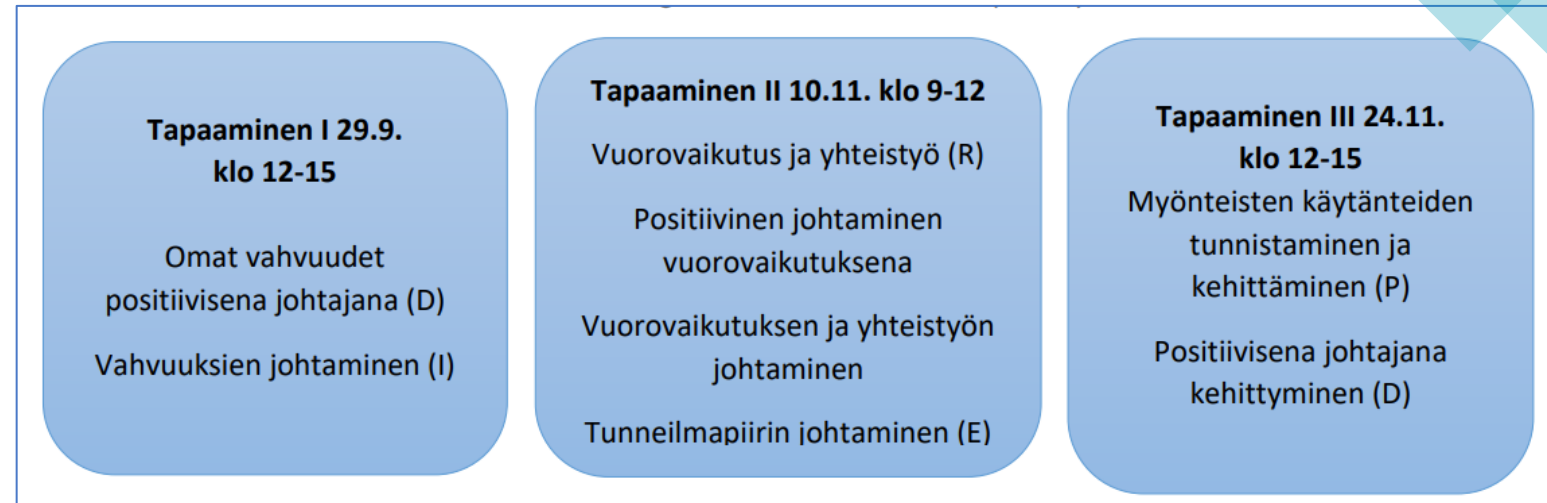 Tapaaminen I 29.9.
klo 12-15
Omat vahvuudet
positiivisena johtajana (D)
Vahvuuksien johtaminen (I)
Tapaaminen II 10.11. klo 9-12
Vuorovaikutus ja yhteistyö (R)
Positiivinen johtaminen
vuorovaikutuksena
Vuorovaikutuksen ja yhteistyön
johtaminen
Tunneilmapiirin johtaminen (E)
Tapaaminen III 24.11.
klo 12-15
Myönteisten käytänteiden
tunnistaminen ja
kehittäminen (P)
Positiivisena johtajana
kehittyminen (D)